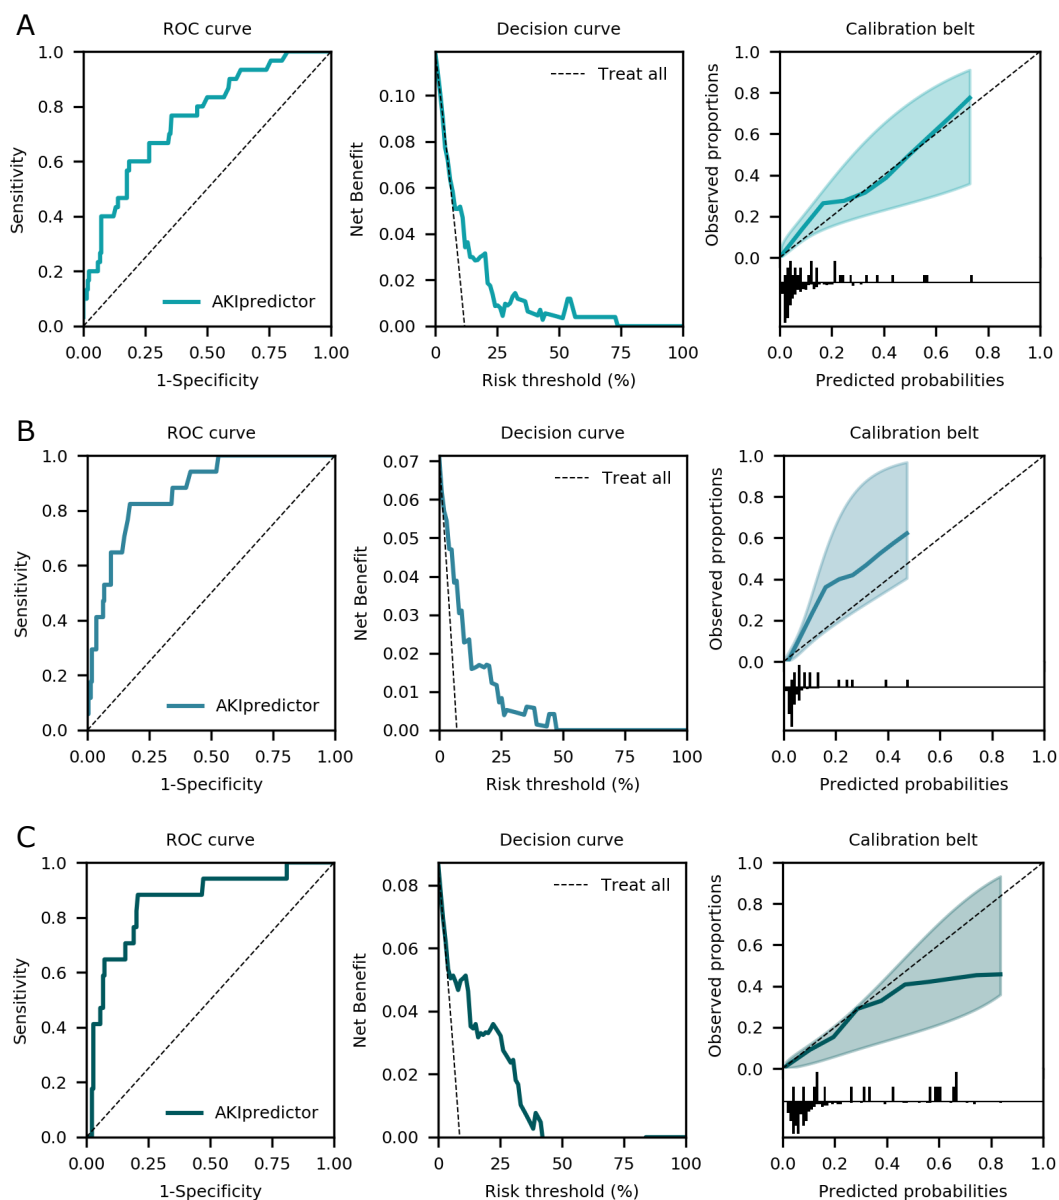 A
ROC curve
Sensitivity
1.0
0.8
0.6
0.4
0.2
0.0
AKIpredictor
0.00 0.25 0.50 0.75 1.00
1-Specificity
Decision curve
Net Benefit
0.10
0.08
0.06
0.04
0.02
0.00
Treat all
0 25 50 75 100
Risk threshold (%)
Calibration belt
Observed proportions
1.0
0.8
0.6
0.4
0.2
0.0
0.0 0.2 0.4 0.6 0.8 1.0
Predicted probabilities
B
ROC curve
Sensitivity
1.0
0.8
0.6
0.4
0.2
0.0
AKIpredictor
0.00 0.25 0.50 0.75 1.00
1-Specificity
Decision curve
Net Benefit
0.07
0.06
0.05
0.04
0.03
0.02
0.01
0.00
Treat all
0 25 50 75 100
Risk threshold (%)
Calibration belt
Observed proportions
1.0
0.8
0.6
0.4
0.2
0.0
0.0 0.2 0.4 0.6 0.8 1.0
Predicted probabilities
C
ROC curve
Sensitivity
1.0
0.8
0.6
0.4
0.2
0.0
AKIpredictor
0.00 0.25 0.50 0.75 1.00
1-Specificity
Decision curve
Net Benefit
0.08
0.06
0.04
0.02
0.00
Treat all
0 25 50 75 100
Risk threshold (%)
Calibration belt
Observed proportions
1.0
0.8
0.6
0.4
0.2
0.0
0.0 0.2 0.4 0.6 0.8 1.0
Predicted probabilities